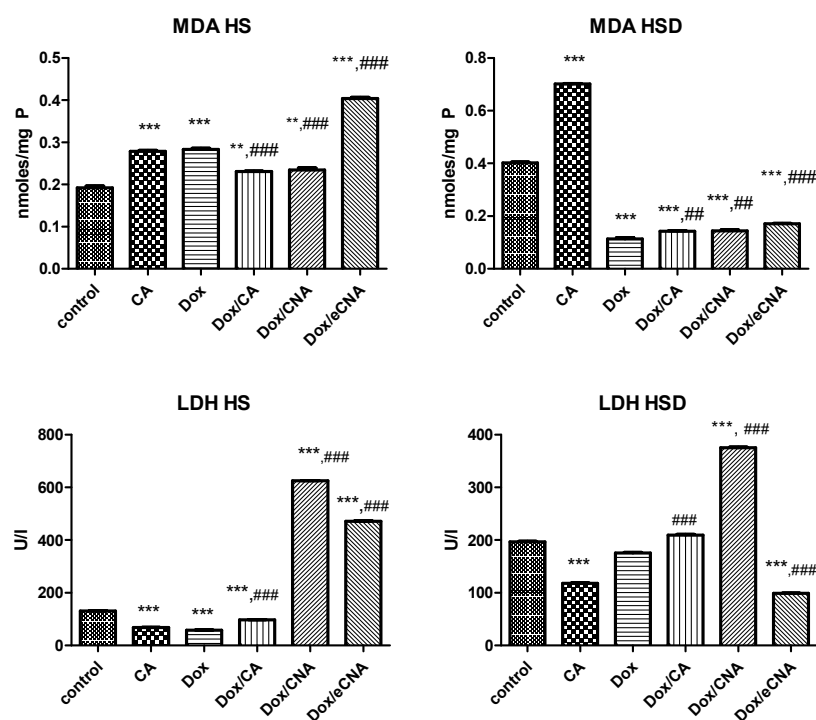 MDA HS
nmoles/mg P
0.5
0.4
0.3
0.2
0.1
0.0
***
***
**,###
**,###
***,###
control
CA
Dox
Dox/CA
Dox/CNA
Dox/eCNA
MDA HSD
nmoles/mg P
0.8
0.6
0.4
0.2
0.0
***
***
***,##
***,##
***,###
control
CA
Dox
Dox/CA
Dox/CNA
Dox/eCNA
LDH HS
U/l
800
600
400
200
0
***
***
***,###
***,###
***,###
control
CA
Dox
Dox/CA
Dox/CNA
Dox/eCNA
LDH HSD
U/l
400
300
200
100
0
***
###
***, ###
***,###
control
CA
Dox
Dox/CA
Dox/CNA
Dox/eCNA